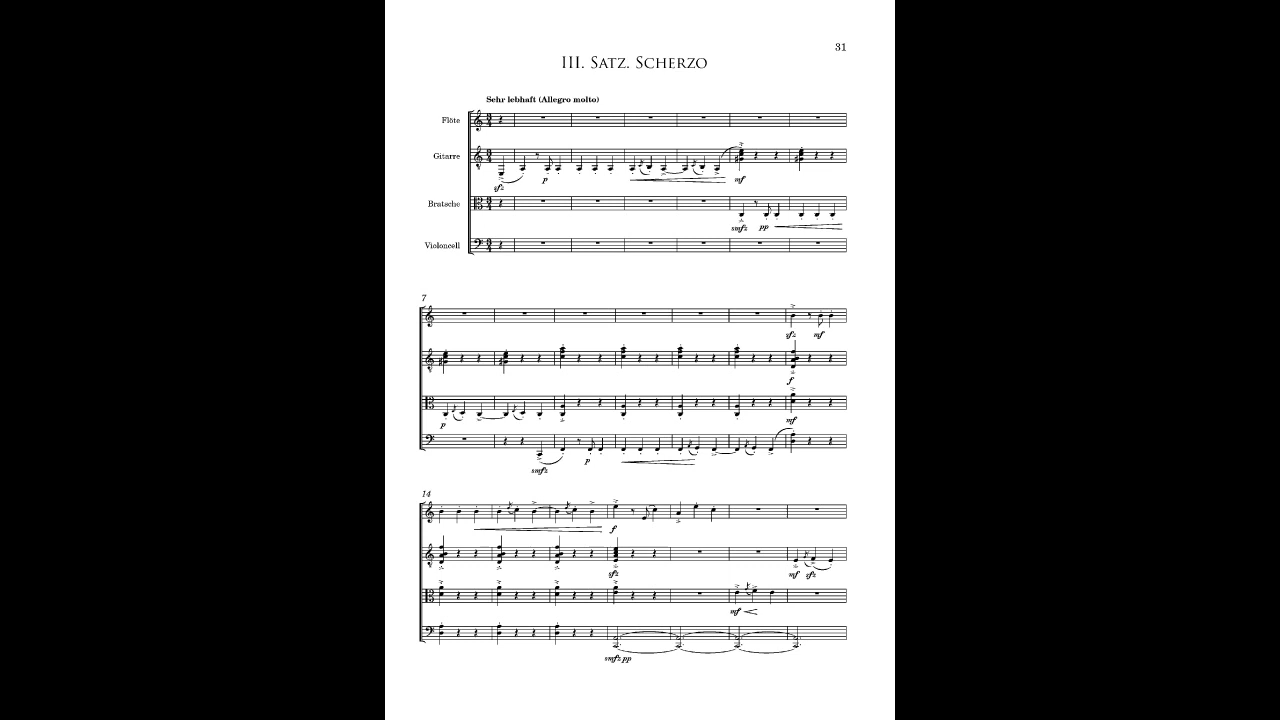 31
III. Satz. Scherzo
Sehr lebhaft (Allegro molto)
Flöte
Gitarre
sfz p mf
Bratsche
smfz pp
Violoncell
7
sfz mf
f
p mf
smfz p
14
f
sfz mf sfz
mf
smfz pp